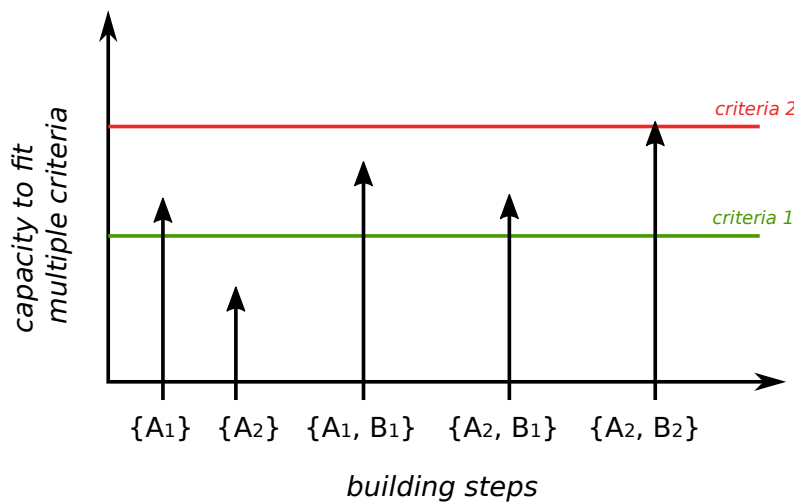 criteria 2
capacity to fit
multiple criteria
criteria 1
{A1} {A2} {A1, B1} {A2, B1} {A2, B2}
building steps